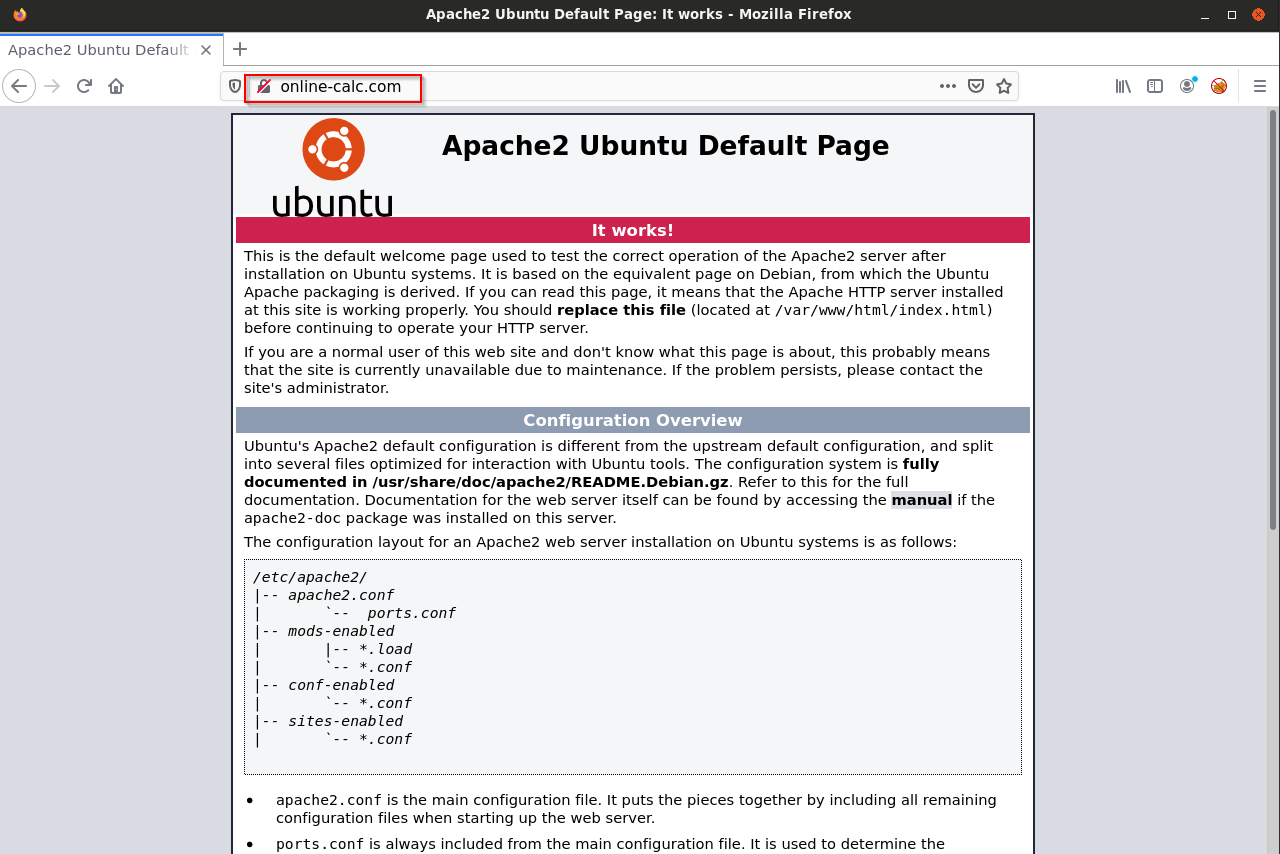 Apache2 Ubuntu Default Page: It works - Mozilla Firefox
Apache2 Ubuntu Default
online-calc.com
ubuntu
Apache2 Ubuntu Default Page
It works!
This is the default welcome page used to test the correct operation of the Apache2 server after
installation on Ubuntu systems. It is based on the equivalent page on Debian, from which the Ubuntu
Apache packaging is derived. If you can read this page, it means that the Apache HTTP server installed
at this site is working properly. You should replace this file (located at /var/www/html/index.html)
before continuing to operate your HTTP server.
If you are a normal user of this web site and don't know what this page is about, this probably means
that the site is currently unavailable due to maintenance. If the problem persists, please contact the
site's administrator.
Configuration Overview
Ubuntu's Apache2 default configuration is different from the upstream default configuration, and split
into several files optimized for interaction with Ubuntu tools. The configuration system is fully
documented in /usr/share/doc/apache2/README.Debian.gz. Refer to this for the full
documentation. Documentation for the web server itself can be found by accessing the manual if the
apache2-doc package was installed on this server.
The configuration layout for an Apache2 web server installation on Ubuntu systems is as follows:
/etc/apache2/
|-- apache2.conf
|       `--  ports.conf
|-- mods-enabled
|       |-- *.load
|       `-- *.conf
|-- conf-enabled
|       `-- *.conf
|-- sites-enabled
|       `-- *.conf
• apache2.conf is the main configuration file. It puts the pieces together by including all remaining
configuration files when starting up the web server.
• ports.conf is always included from the main configuration file. It is used to determine the